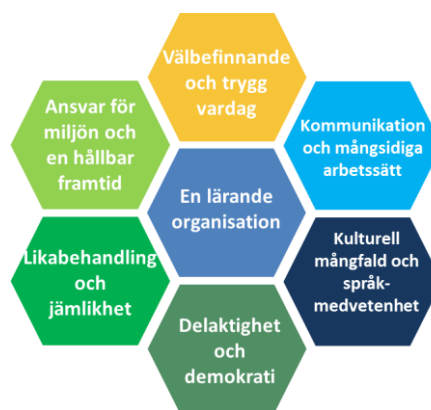 Välbefinnande
och trygg
vardag
Ansvar för
miljön och
en hållbar
framtid
Kommunikation
och mångsidiga
arbetssätt
En lärande
organisation
Likabehandling
och
jämlikhet
Kulturell
mångfald och
språk-
medvetenhet
Delaktighet
och
demokrati